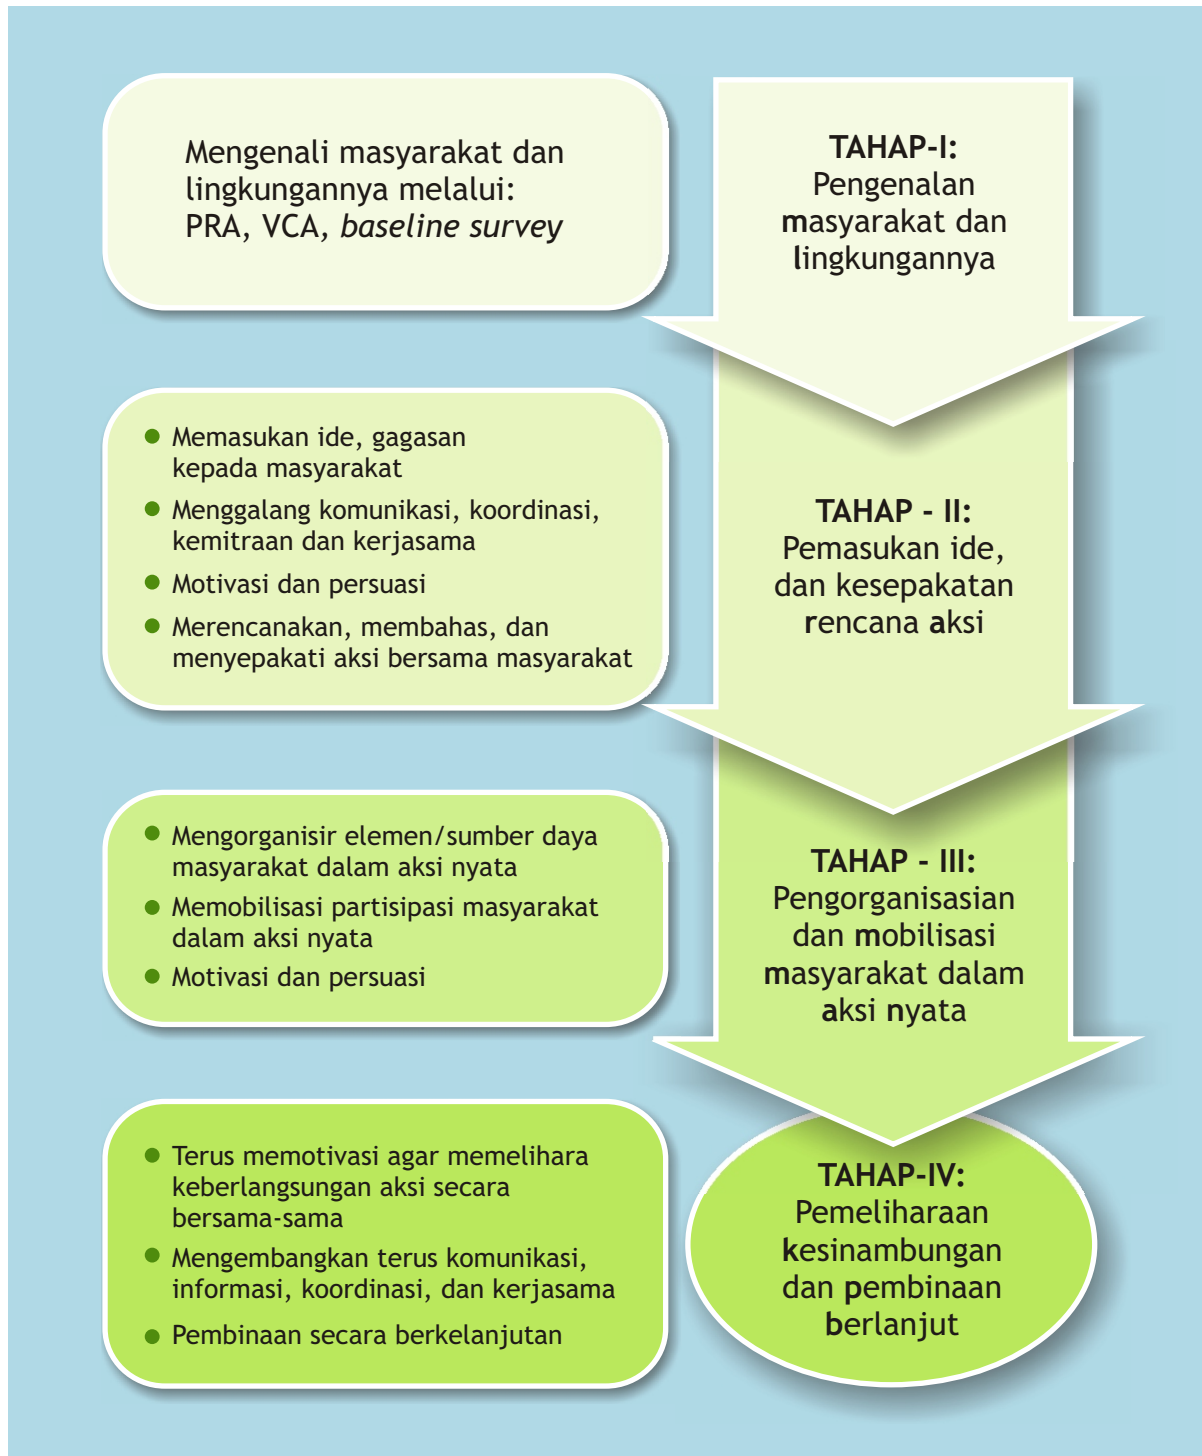 Mengenali masyarakat dan
lingkungannya melalui:
PRA, VCA, baseline survey
TAHAP-I:
Pengenalan
masyarakat dan
lingkungannya
● Memasukan ide, gagasan
kepada masyarakat
● Menggalang komunikasi, koordinasi,
kemitraan dan kerjasama
● Motivasi dan persuasi
● Merencanakan, membahas, dan
menyepakati aksi bersama masyarakat
TAHAP - II:
Pemasukan ide,
dan kesepakatan
rencana aksi
● Mengorganisir elemen/sumber daya
masyarakat dalam aksi nyata
● Memobilisasi partisipasi masyarakat
dalam aksi nyata
● Motivasi dan persuasi
TAHAP - III:
Pengorganisasian
dan mobilisasi
masyarakat dalam
aksi nyata
● Terus memotivasi agar memelihara
keberlangsungan aksi secara
bersama-sama
● Mengembangkan terus komunikasi,
informasi, koordinasi, dan kerjasama
● Pembinaan secara berkelanjutan
TAHAP-IV:
Pemeliharaan
kesinambungan
dan pembinaan
berlanjut